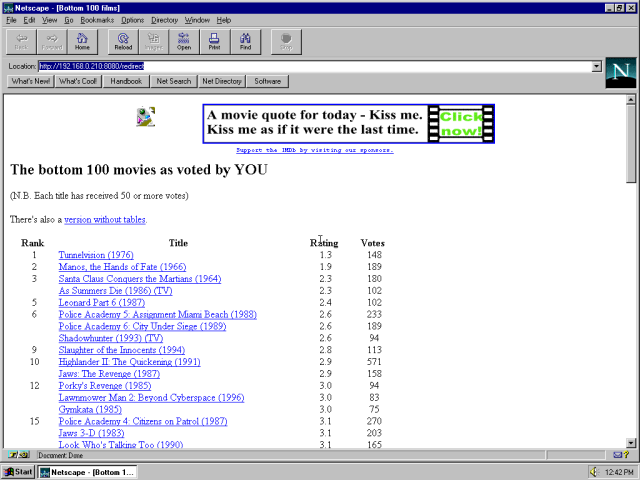 Netscape - [Bottom 100 films]
File Edit View Go Bookmarks Options Directory Window Help
Back Forward Home Reload Images Open Print Find Stop
Location: http://192.168.0.210:8080/redirect
What's New! What's Cool! Handbook Net Search Net Directory Software
N
A movie quote for today - Kiss me.
Kiss me as if it were the last time.
Click
now!
Support the IMDb by visiting our sponsors.
The bottom 100 movies as voted by YOU
(N.B. Each title has received 50 or more votes)
There's also a version without tables.
Rank Title Rating Votes
1 Tunnelvision (1976) 1.3 148
2 Manos, the Hands of Fate (1966) 1.9 189
3 Santa Claus Conquers the Martians (1964) 2.3 180
As Summers Die (1986) (TV) 2.3 102
5 Leonard Part 6 (1987) 2.4 102
6 Police Academy 5: Assignment Miami Beach (1988) 2.6 233
Police Academy 6: City Under Siege (1989) 2.6 189
Shadowhunter (1993) (TV) 2.6 94
9 Slaughter of the Innocents (1994) 2.8 113
10 Highlander II: The Quickening (1991) 2.9 571
Jaws: The Revenge (1987) 2.9 158
12 Porky's Revenge (1985) 3.0 94
Lawnmower Man 2: Beyond Cyberspace (1996) 3.0 83
Gymkata (1985) 3.0 75
15 Police Academy 4: Citizens on Patrol (1987) 3.1 270
Jaws 3-D (1983) 3.1 203
Look Who's Talking Too (1990) 3.1 165
Document: Done
Start Netscape - [Bottom 1... 12:42 PM